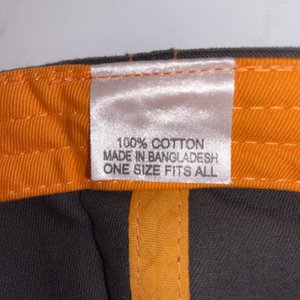 100% COTTON
MADE IN BANGLADESH
ONE SIZE FITS ALL